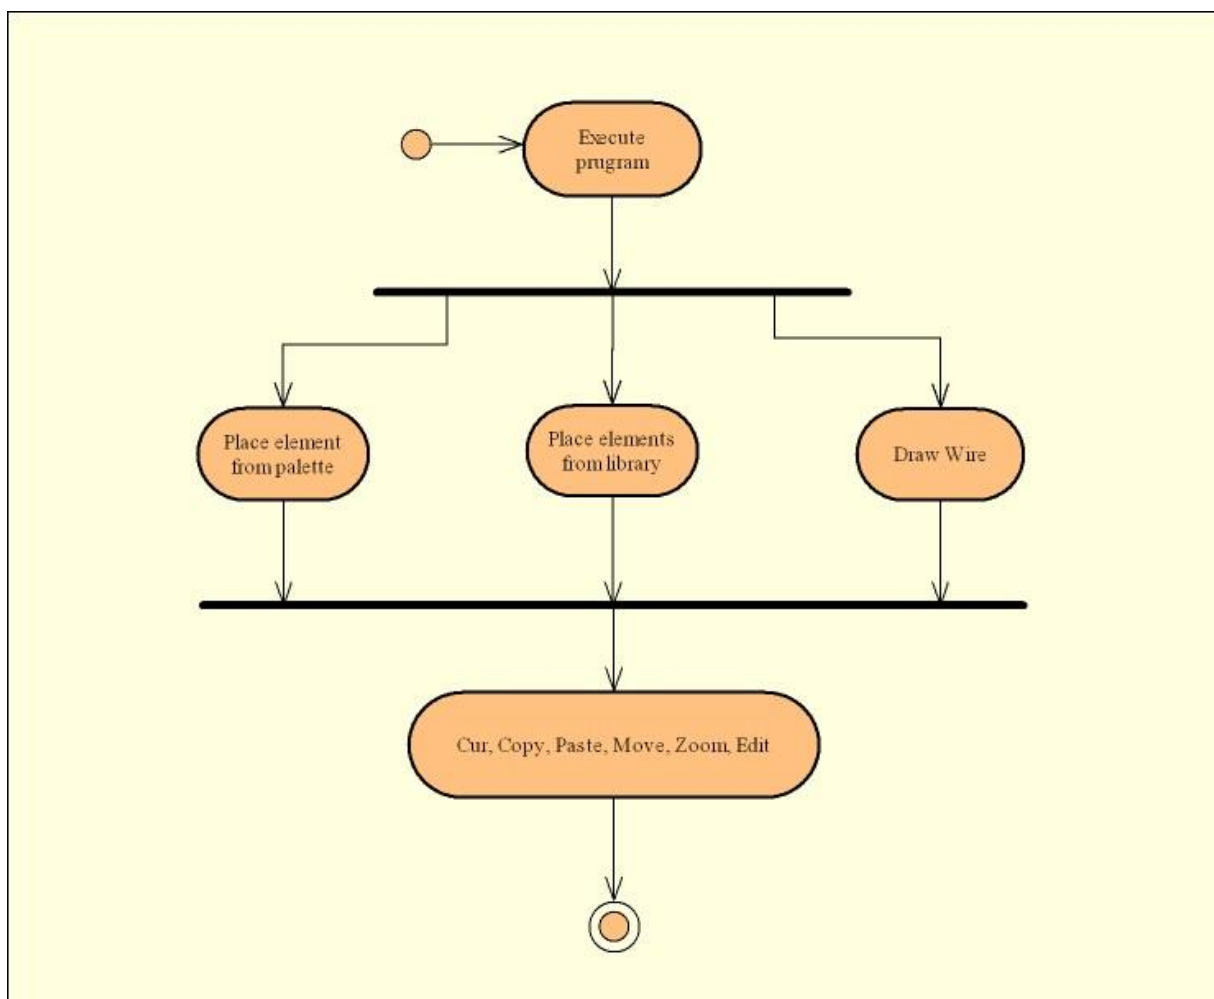 Execute
prugram
Place element
from palette
Place elements
from library
Draw Wire
Cur, Copy, Paste, Move, Zoom, Edit